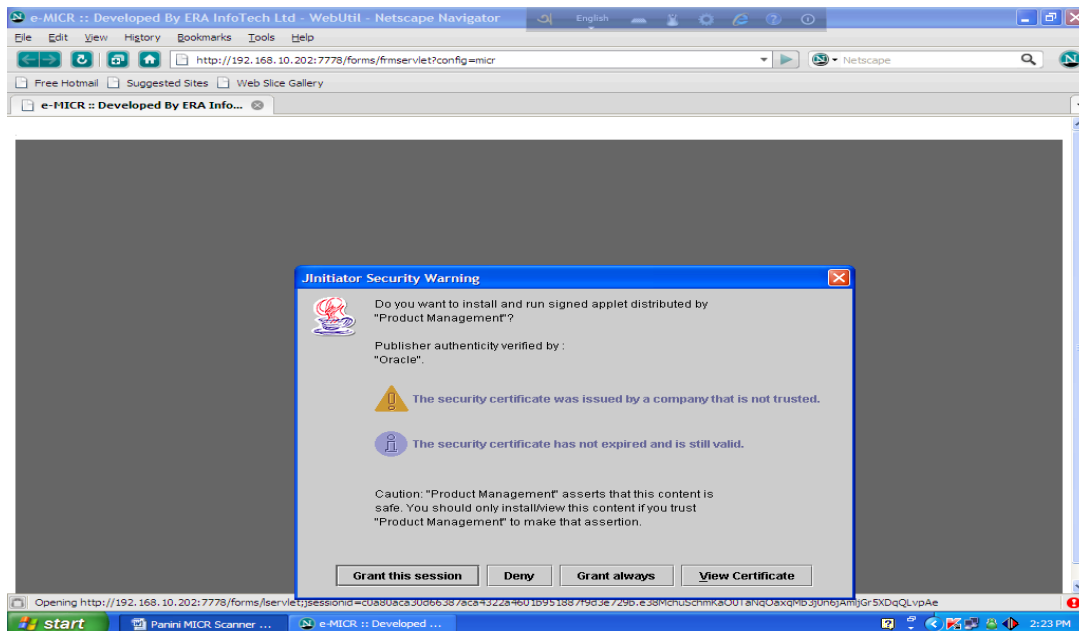 e-MICR :: Developed By ERA InfoTech Ltd - WebUtil - Netscape Navigator
English
File Edit View History Bookmarks Tools Help
http://192.168.10.202:7778/forms/frmservlet?config=micr
Netscape
Free Hotmail Suggested Sites Web Slice Gallery
e-MICR :: Developed By ERA Info...
JInitiator Security Warning
Do you want to install and run signed applet distributed by
"Product Management"?
Publisher authenticity verified by :
"Oracle".
The security certificate was issued by a company that is not trusted.
The security certificate has not expired and is still valid.
Caution: "Product Management" asserts that this content is
safe. You should only install/view this content if you trust
"Product Management" to make that assertion.
Grant this session Deny Grant always View Certificate
Opening
start Panini MICR Scanner ... e-MICR :: Developed ... 2:23 PM